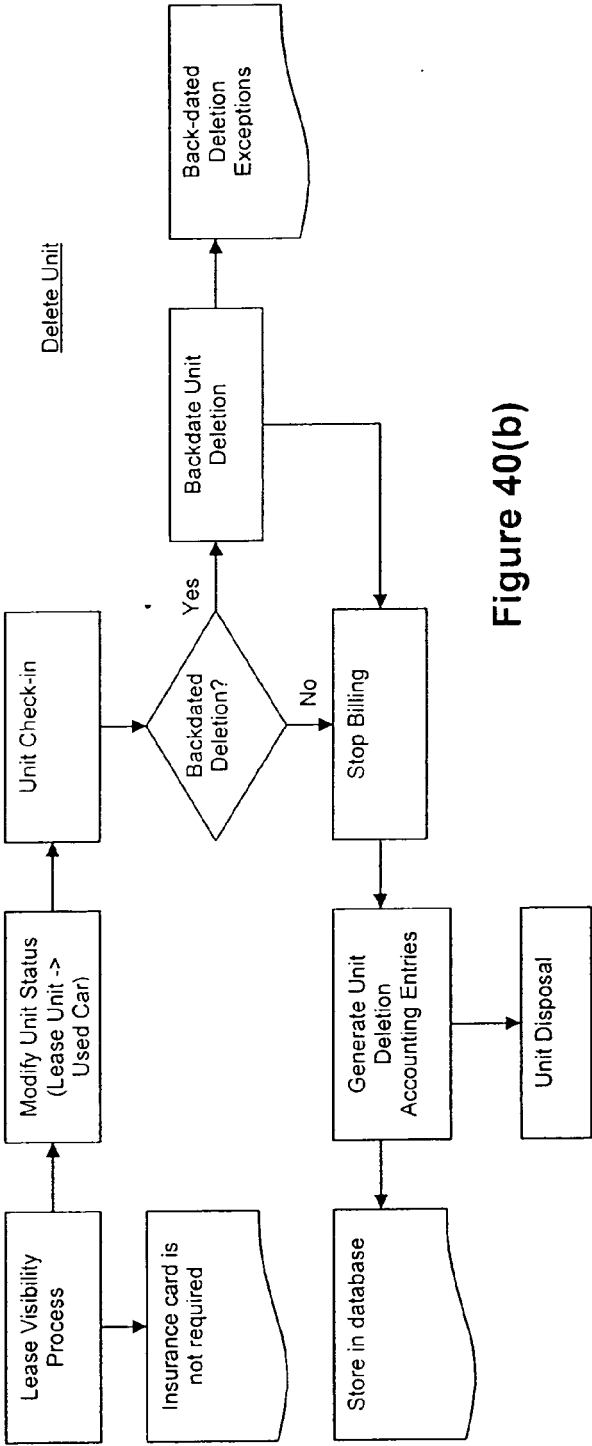 Delete Unit
Lease Visibility
Process
Modify Unit Status
(Lease Unit ->
Used Car)
Unit Check-in
Insurance card is
not required
Backdated
Deletion?
Yes
No
Backdate Unit
Deletion
Back-dated
Deletion
Exceptions
Stop Billing
Generate Unit
Deletion
Accounting Entries
Store in database
Unit Disposal
Figure 40(b)